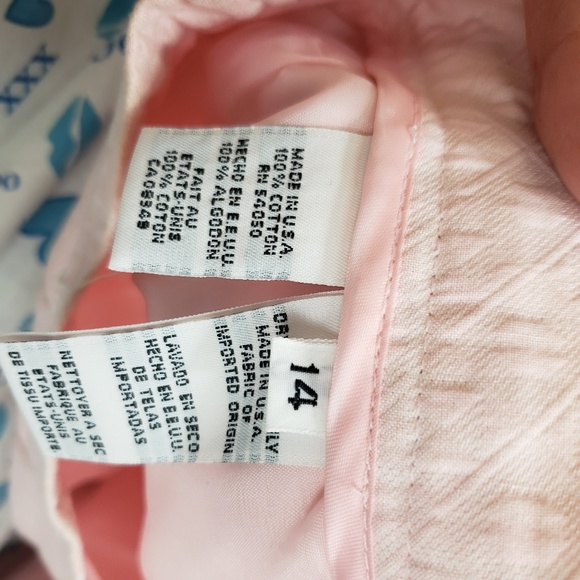 MADE IN U.S.A.
100% COTTON
RN 54050
HECHO EN E.E.U.U.
100% ALGODON
FAIT AU
ETATS-UNIS
100% COTON
CA09349
14
MADE IN U.S.A.
FABRIC OF
IMPORTED ORIGIN
LAVADO EN SECO
HECHO EN E.E.U.U.
DE TELAS
IMPORTADAS
NETTOYER A SEC
FABRIQUE AU
ETATS-UNIS
DE TISSU IMPORTE
XXX